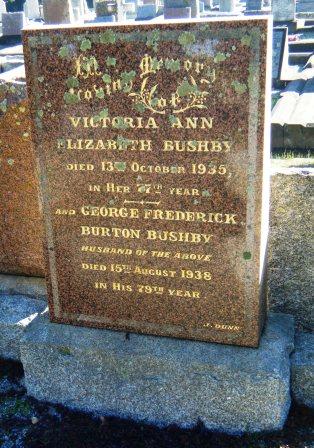 In Loving Memory
of
VICTORIA ANN
ELIZABETH BUSHBY
DIED 13TH OCTOBER 1935,
IN HER 77TH YEAR
AND GEORGE FREDERICK
BURTON BUSHBY
HUSBAND OF THE ABOVE
DIED 15TH AUGUST 1938
IN HIS 79TH YEAR
J. DUNN